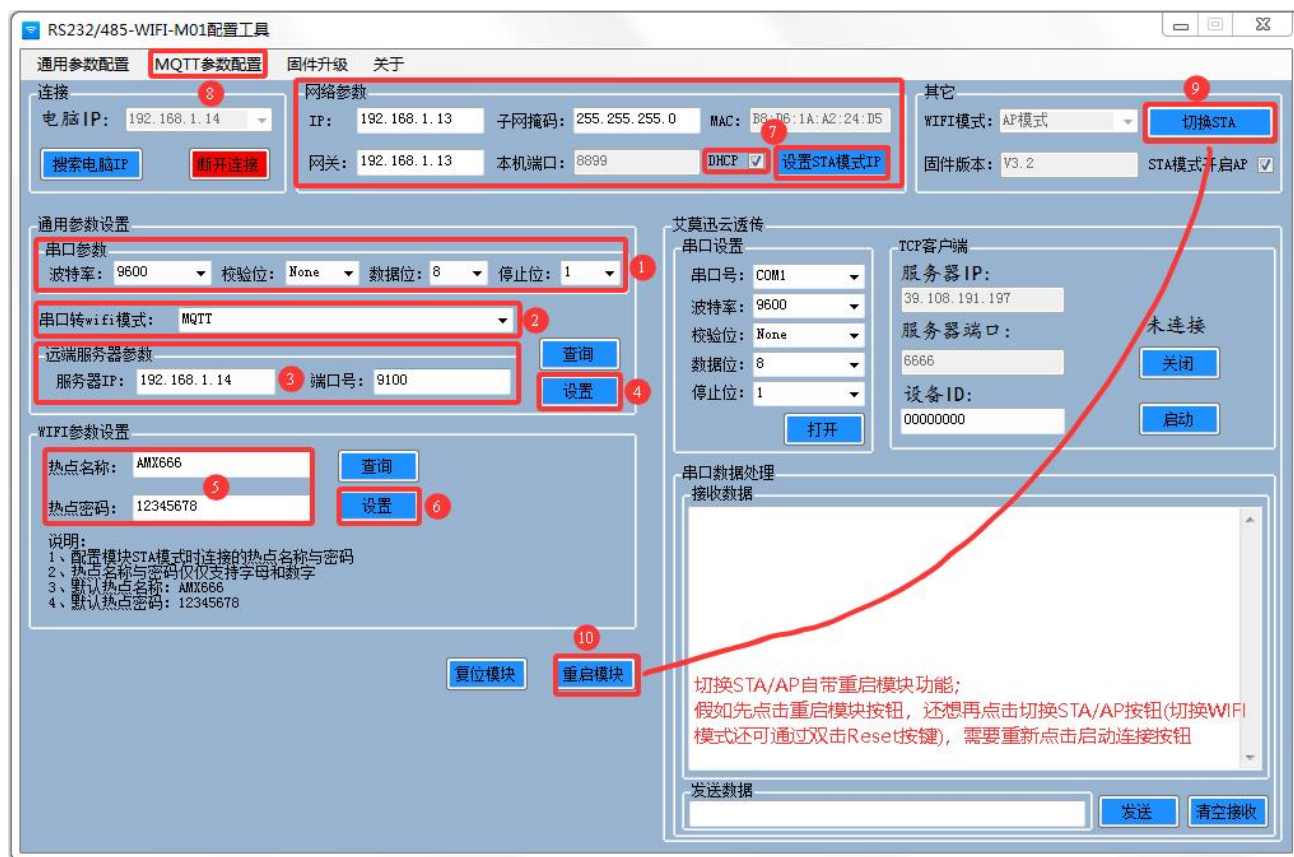 RS232/485-WIFI-M01配置工具
通用参数配置 MQTT参数配置 固件升级 关于
8
连接
电脑IP: 192.168.1.14
搜索电脑IP 断开连接
网络参数
IP: 192.168.1.13 子网掩码: 255.255.255.0 MAC: B8:D6:1A:A2:24:D5
7
网关: 192.168.1.13 本机端口: 8899 DHCP 设置STA模式IP
其它
9
WIFI模式: AP模式 切换STA
固件版本: V3.2 STA模式开启AP
通用参数设置
串口参数
波特率: 9600 校验位: None 数据位: 8 停止位: 1
1
串口转wifi模式: MQTT
2
远端服务器参数
服务器IP: 192.168.1.14 3 端口号: 9100
查询
设置 4
WIFI参数设置
热点名称: AMX666 查询
5
热点密码: 12345678 设置 6
说明:
1、配置模块STA模式时连接的热点名称与密码
2、热点名称与密码仅仅支持字母和数字
3、默认热点名称: AMX666
4、默认热点密码: 12345678
10
复位模块 重启模块
艾莫迅云透传
串口设置
串口号: COM1
波特率: 9600
校验位: None
数据位: 8
停止位: 1
打开
TCP客户端
服务器IP:
39.108.191.197
服务器端口: 未连接
6666 关闭
设备ID:
00000000 启动
串口数据处理
接收数据
切换STA/AP自带重启模块功能;
假如先点击重启模块按钮，还想再点击切换STA/AP按钮(切换WIFI
模式还可通过双击Reset按键)，需要重新点击启动连接按钮
发送数据
发送 清空接收